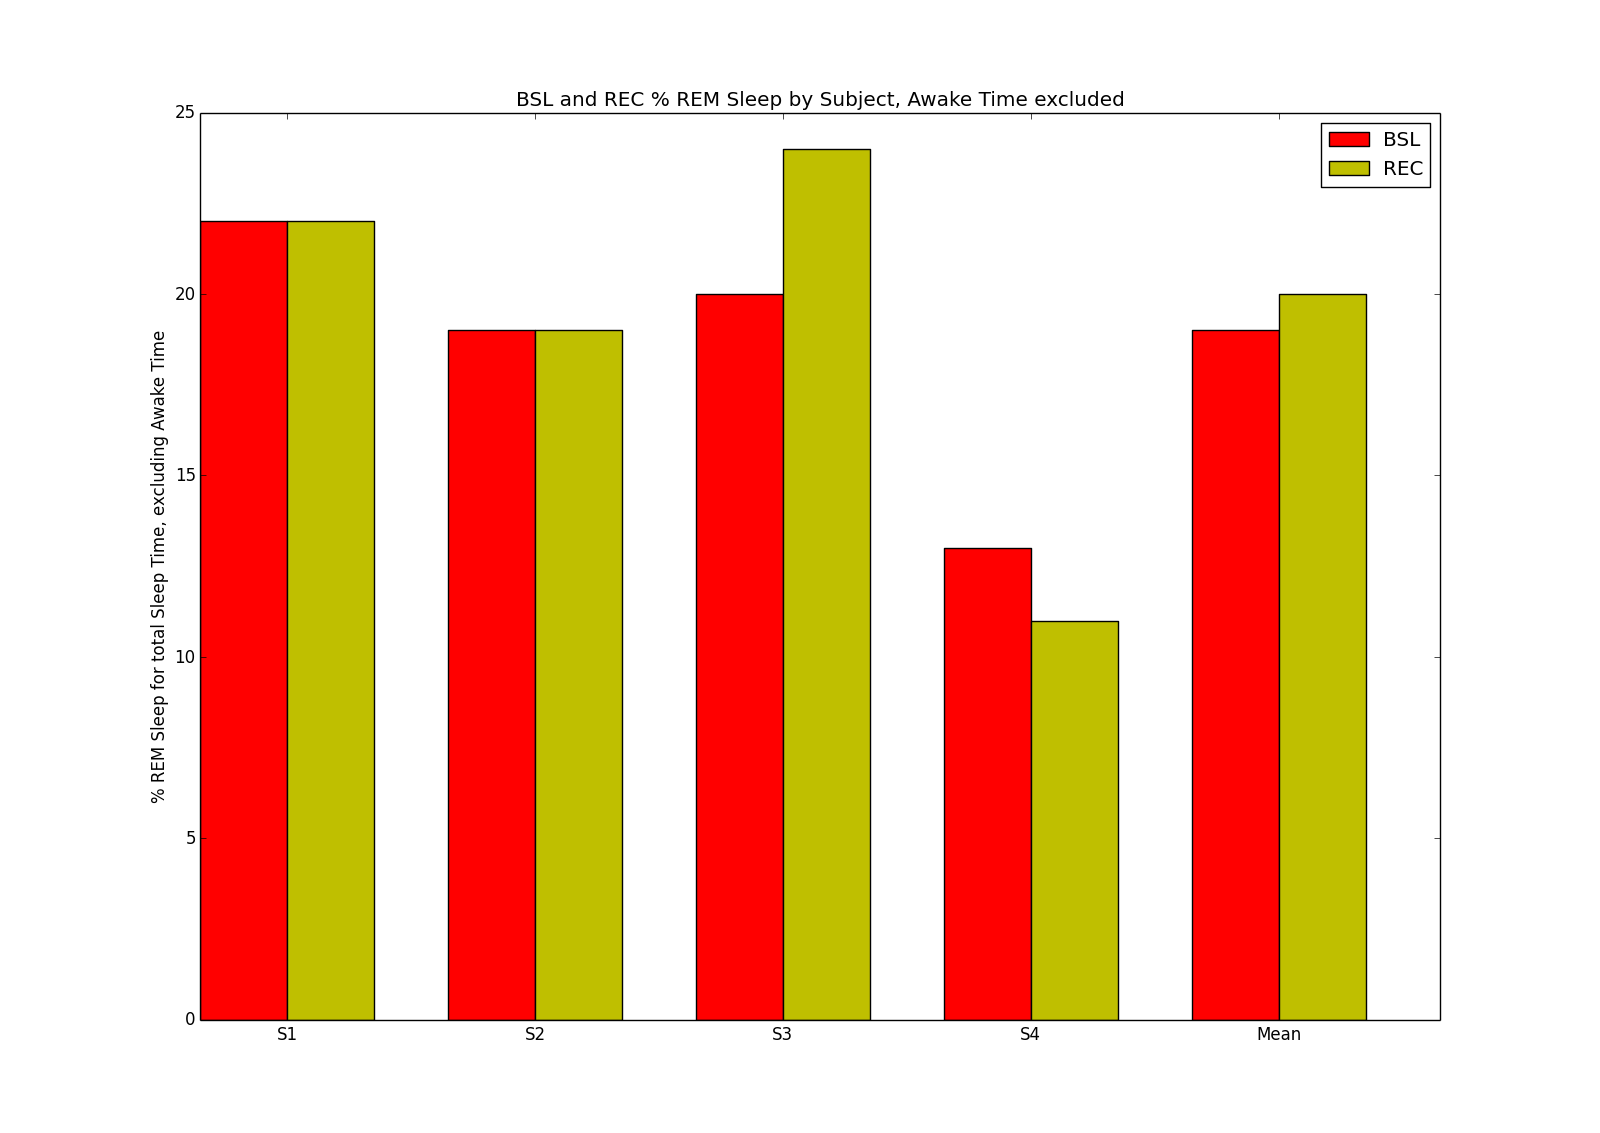 BSL and REC % REM Sleep by Subject, Awake Time excluded
BSL
REC
% REM Sleep for total Sleep Time, excluding Awake Time
25
20
15
10
5
0
S1
S2
S3
S4
Mean